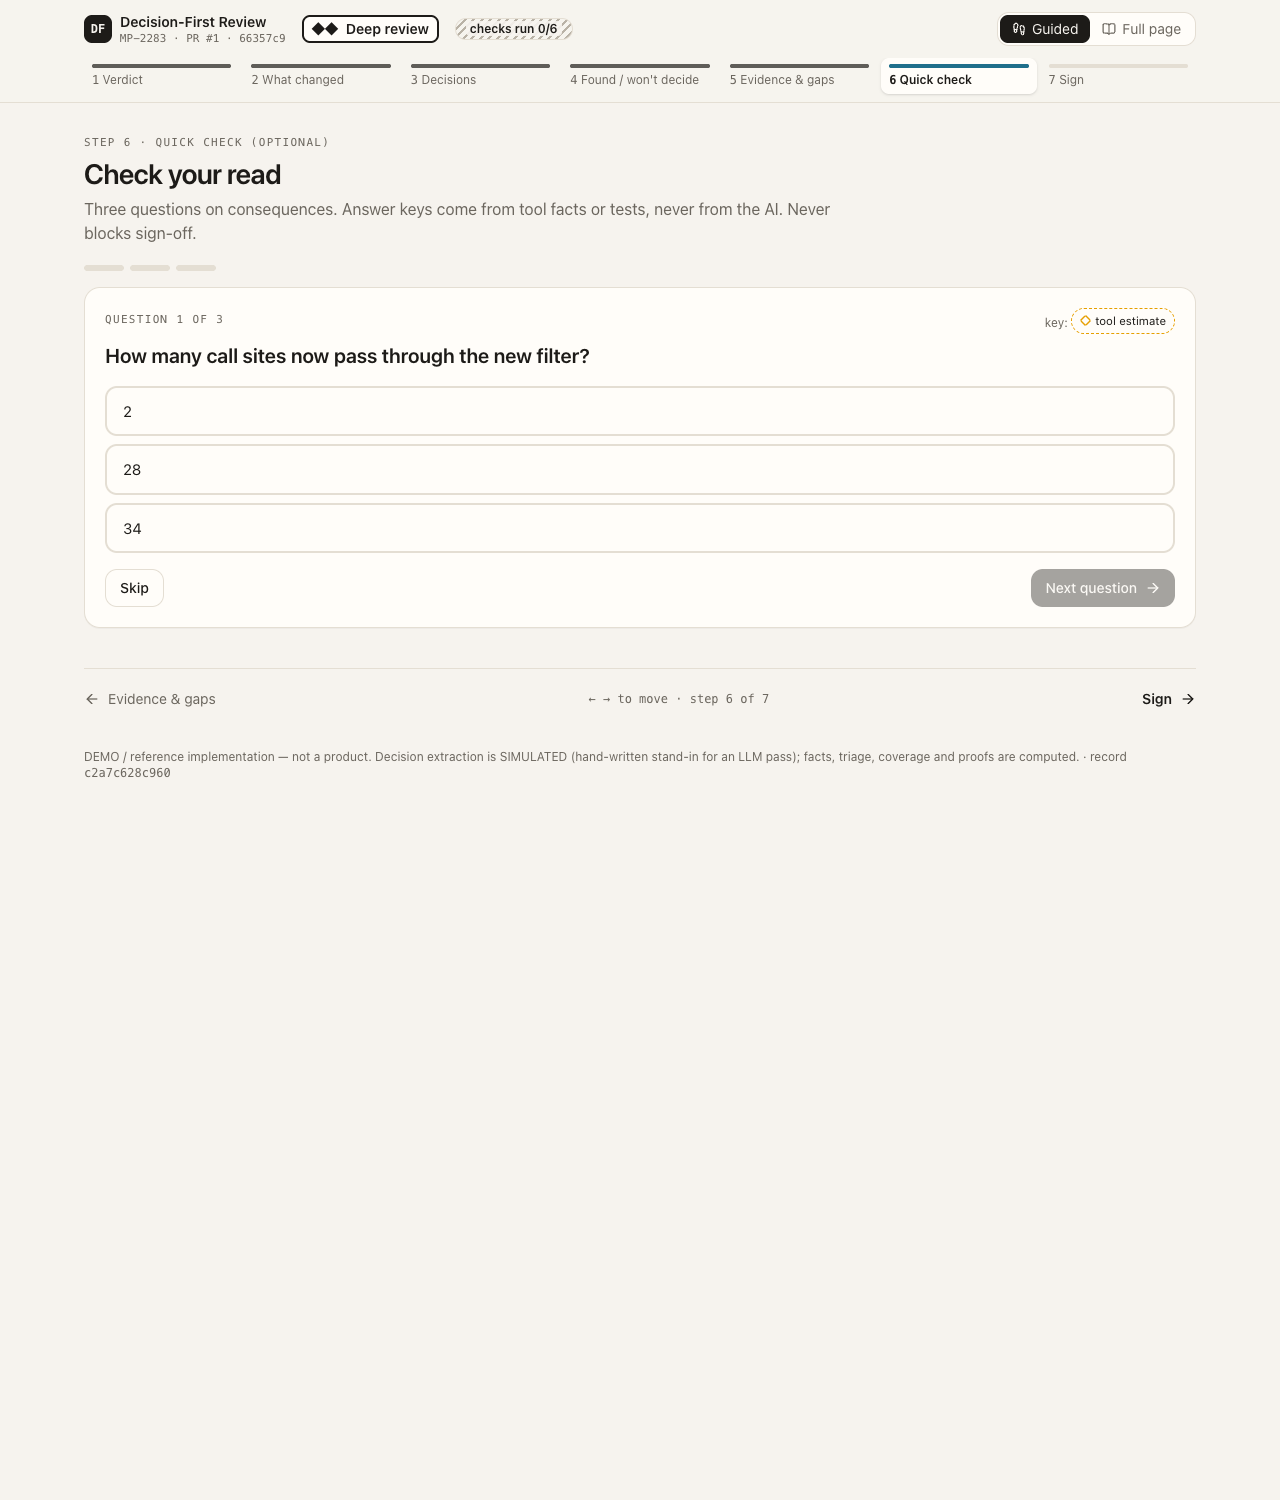 DF
Decision-First Review
MP-2283 · PR #1 · 66357c9
Deep review
checks run 0/6
Guided
Full page
1 Verdict
2 What changed
3 Decisions
4 Found / won't decide
5 Evidence & gaps
6 Quick check
7 Sign
STEP 6 · QUICK CHECK (OPTIONAL)
Check your read
Three questions on consequences. Answer keys come from tool facts or tests, never from the AI. Never
blocks sign-off.
QUESTION 1 OF 3
key: tool estimate
How many call sites now pass through the new filter?
2
28
34
Skip
Next question →
← Evidence & gaps
← → to move · step 6 of 7
Sign →
DEMO / reference implementation — not a product. Decision extraction is SIMULATED (hand-written stand-in for an LLM pass); facts, triage, coverage and proofs are computed. · record
c2a7c628c960